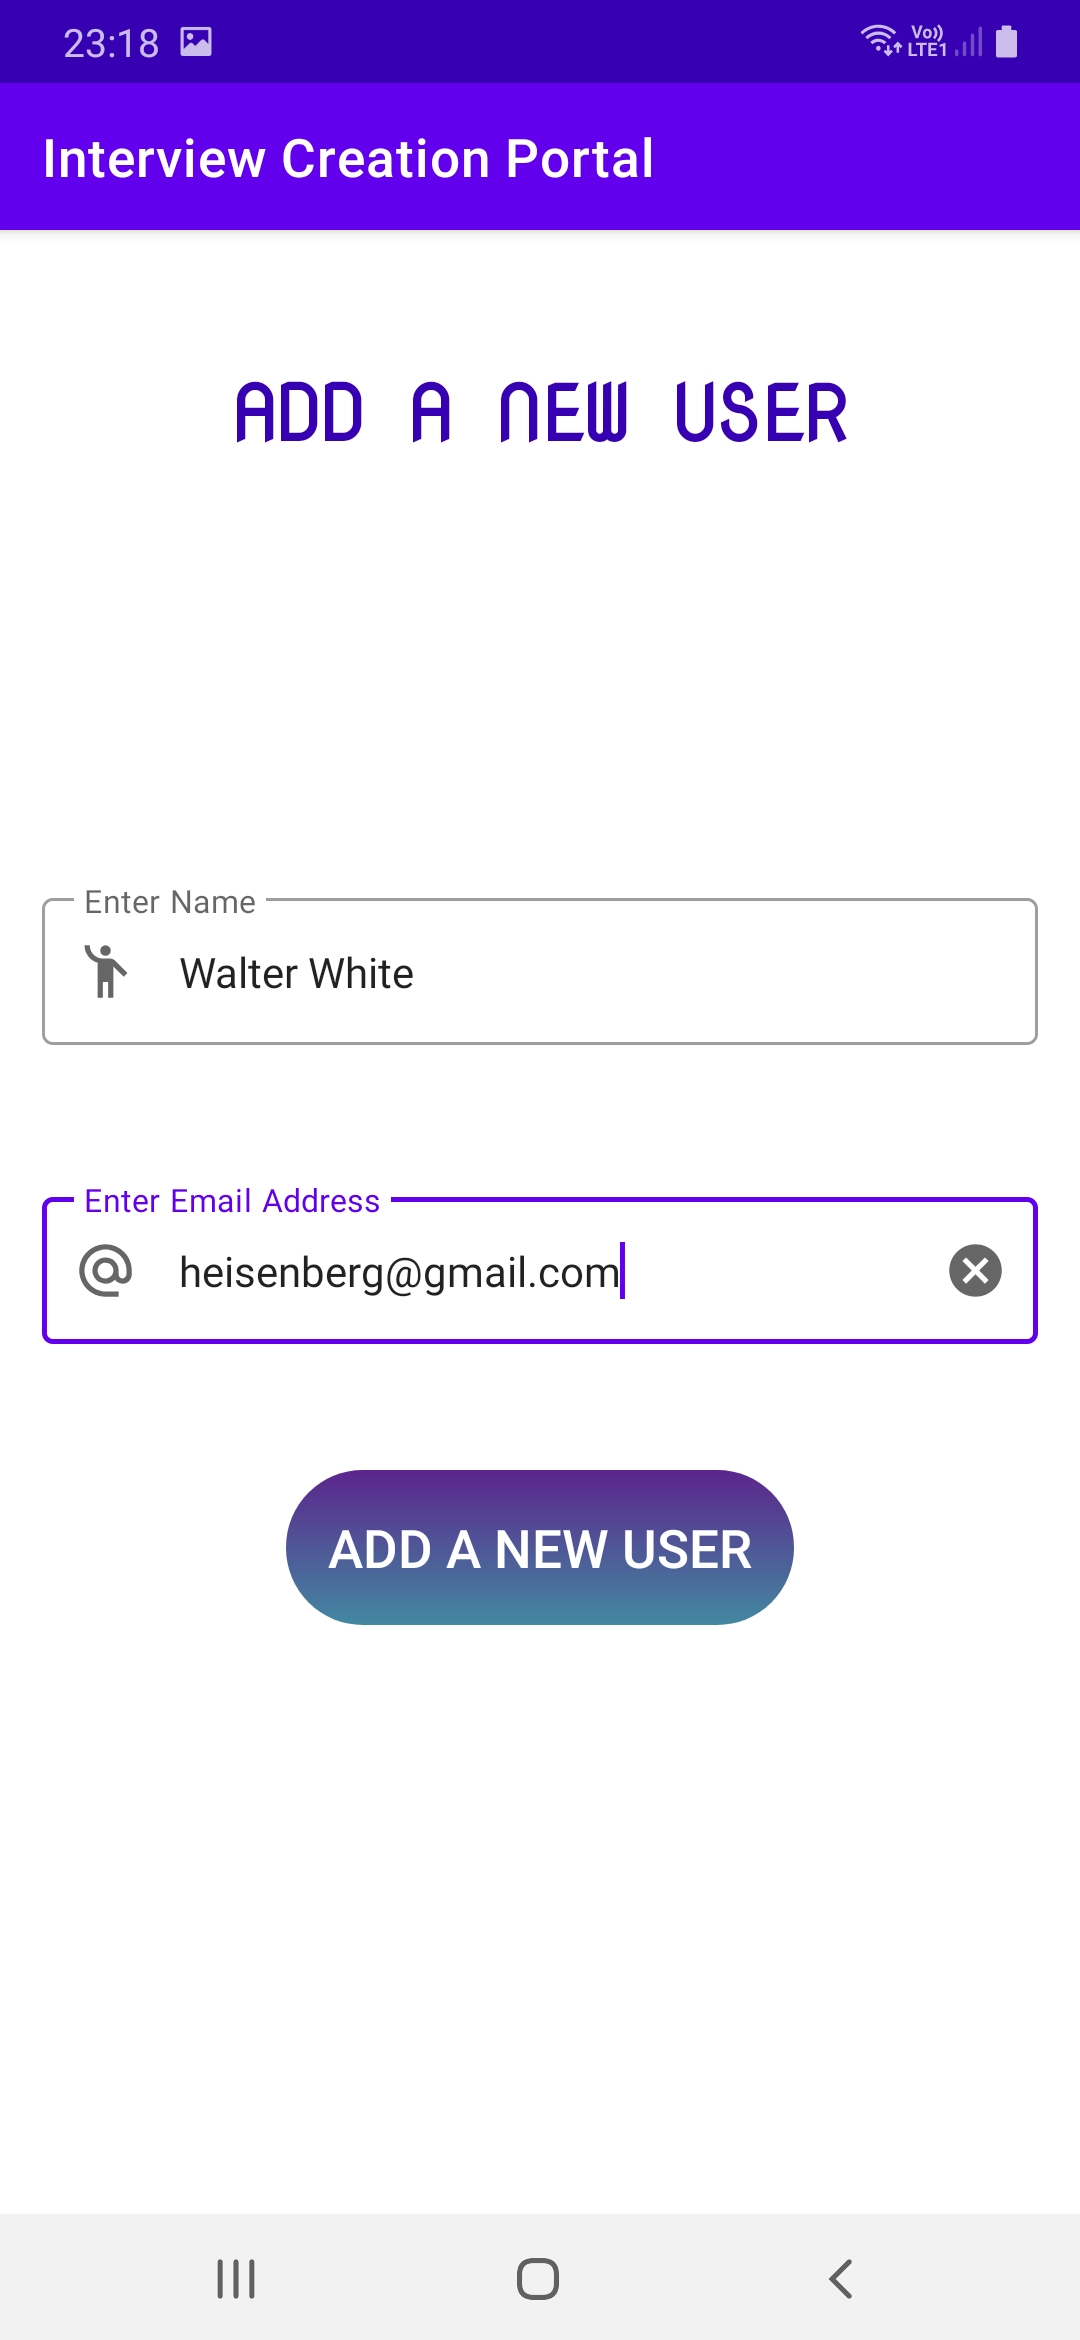 23:18
Vo)) LTE1
Interview Creation Portal
ADD A NEW USER
Enter Name
Walter White
Enter Email Address
heisenberg@gmail.com
ADD A NEW USER